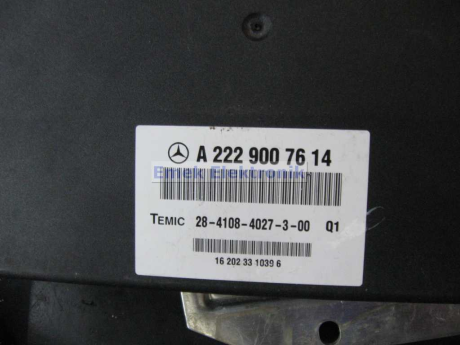 A 222 900 76 14
Emek Elektronik
TEMIC 28-4108-4027-3-00 Q1
16 202 33 1039 6